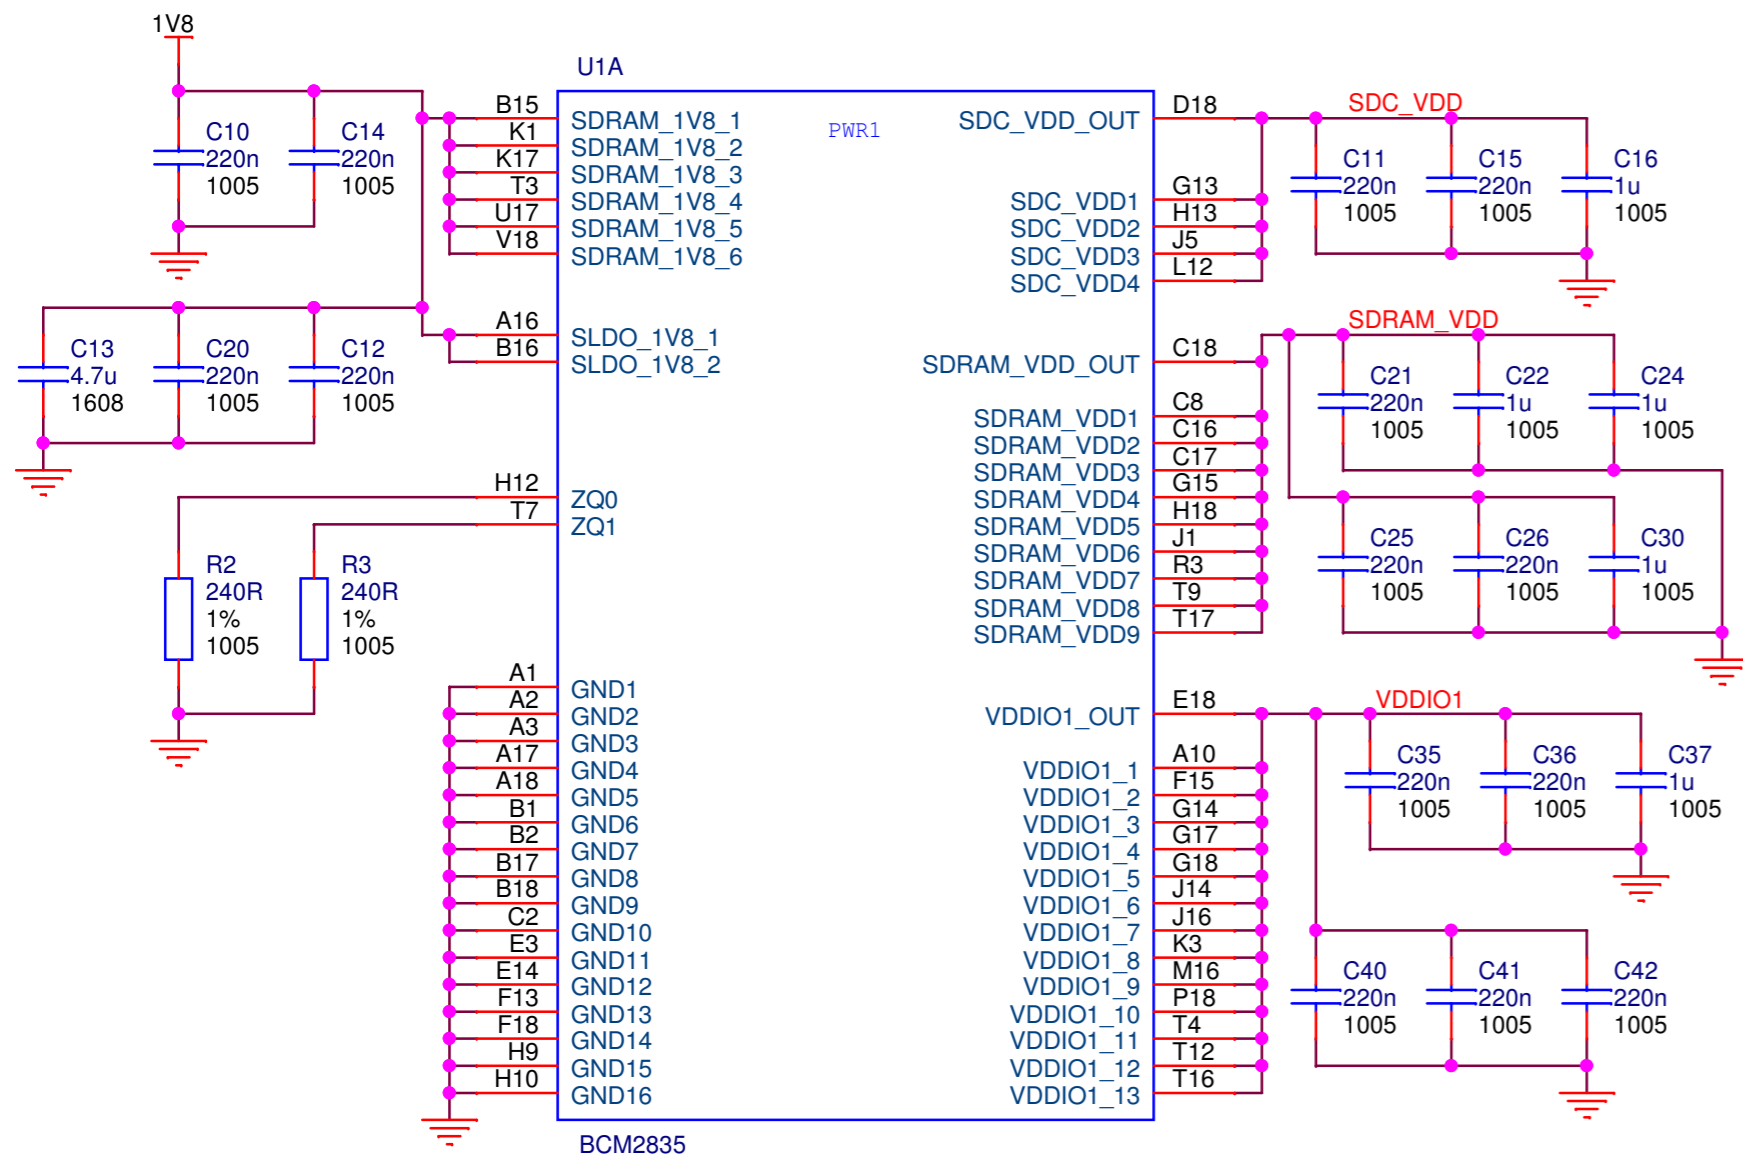 1V8
U1A
PWR1
C10
220n
1005
C14
220n
1005
B15
SDRAM_1V8_1
K1
SDRAM_1V8_2
K17
SDRAM_1V8_3
T3
SDRAM_1V8_4
U17
SDRAM_1V8_5
V18
SDRAM_1V8_6
C13
4.7u
1608
C20
220n
1005
C12
220n
1005
A16
SLDO_1V8_1
B16
SLDO_1V8_2
H12
ZQ0
T7
ZQ1
R2
240R
1%
1005
R3
240R
1%
1005
A1
GND1
A2
GND2
A3
GND3
A17
GND4
A18
GND5
B1
GND6
B2
GND7
B17
GND8
B18
GND9
C2
GND10
E3
GND11
E14
GND12
F13
GND13
F18
GND14
H9
GND15
H10
GND16
D18
SDC_VDD_OUT
G13
SDC_VDD1
H13
SDC_VDD2
J5
SDC_VDD3
L12
SDC_VDD4
SDC_VDD
C11
220n
1005
C15
220n
1005
C16
1u
1005
C18
SDRAM_VDD_OUT
C8
SDRAM_VDD1
C16
SDRAM_VDD2
C17
SDRAM_VDD3
G15
SDRAM_VDD4
H18
SDRAM_VDD5
J1
SDRAM_VDD6
R3
SDRAM_VDD7
T9
SDRAM_VDD8
T17
SDRAM_VDD9
SDRAM_VDD
C21
220n
1005
C22
1u
1005
C24
1u
1005
C25
220n
1005
C26
220n
1005
C30
1u
1005
E18
VDDIO1_OUT
A10
VDDIO1_1
F15
VDDIO1_2
G14
VDDIO1_3
G17
VDDIO1_4
G18
VDDIO1_5
J14
VDDIO1_6
J16
VDDIO1_7
K3
VDDIO1_8
M16
VDDIO1_9
P18
VDDIO1_10
T4
VDDIO1_11
T12
VDDIO1_12
T16
VDDIO1_13
VDDIO1
C35
220n
1005
C36
220n
1005
C37
1u
1005
C40
220n
1005
C41
220n
1005
C42
220n
1005
BCM2835